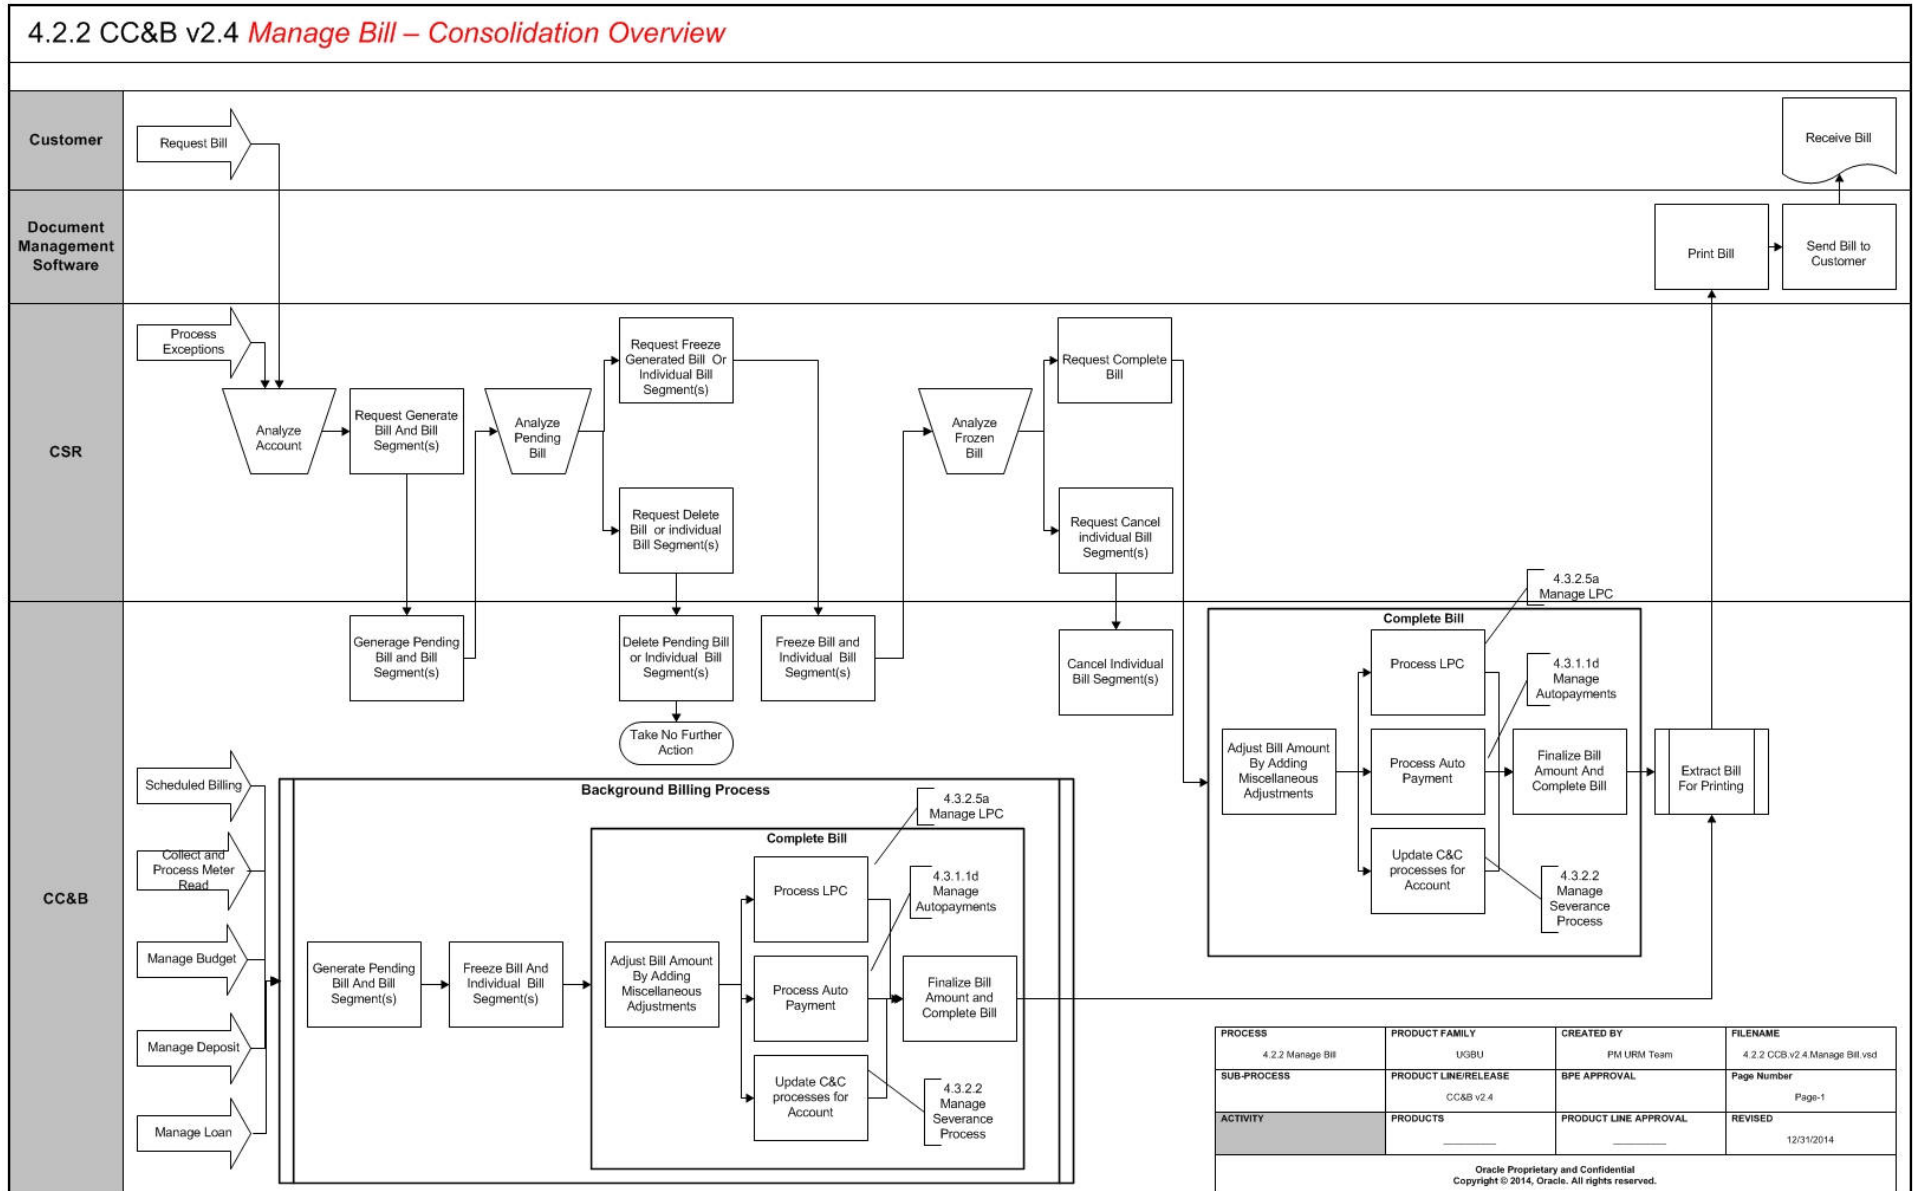 4.2.2 CC&B v2.4 Manage Bill – Consolidation Overview
Customer
Request Bill
Receive Bill
Document
Management
Software
Print Bill
Send Bill to
Customer
CSR
Process
Exceptions
Analyze
Account
Request Generate
Bill And Bill
Segment(s)
Analyze
Pending
Bill
Request Freeze
Generated Bill Or
Individual Bill
Segment(s)
Request Delete
Bill or individual
Bill Segment(s)
Analyze
Frozen
Bill
Request Complete
Bill
Request Cancel
individual Bill
Segment(s)
CC&B
Generage Pending
Bill and Bill
Segment(s)
Delete Pending Bill
or Individual Bill
Segment(s)
Take No Further
Action
Freeze Bill and
Individual Bill
Segment(s)
Cancel Individual
Bill Segment(s)
Complete Bill
4.3.2.5a
Manage LPC
Process LPC
4.3.1.1d
Manage
Autopayments
Adjust Bill Amount
By Adding
Miscellaneous
Adjustments
Process Auto
Payment
Finalize Bill
Amount And
Complete Bill
Extract Bill
For Printing
Update C&C
processes for
Account
4.3.2.2
Manage
Severance
Process
Scheduled Billing
Collect and
Process Meter
Read
Manage Budget
Manage Deposit
Manage Loan
Background Billing Process
Generate Pending
Bill And Bill
Segment(s)
Freeze Bill And
Individual Bill
Segment(s)
Complete Bill
4.3.2.5a
Manage LPC
Process LPC
4.3.1.1d
Manage
Autopayments
Adjust Bill Amount
By Adding
Miscellaneous
Adjustments
Process Auto
Payment
Finalize Bill
Amount and
Complete Bill
Update C&C
processes for
Account
4.3.2.2
Manage
Severance
Process
PROCESS
4.2.2 Manage Bill
PRODUCT FAMILY
UGBU
CREATED BY
PM URM Team
FILENAME
4.2.2 CCB.v2.4.Manage Bill.vsd
SUB-PROCESS
PRODUCT LINE/RELEASE
CC&B v2.4
BPE APPROVAL
Page Number
Page-1
ACTIVITY
PRODUCTS
PRODUCT LINE APPROVAL
REVISED
12/31/2014
Oracle Proprietary and Confidential
Copyright © 2014, Oracle. All rights reserved.